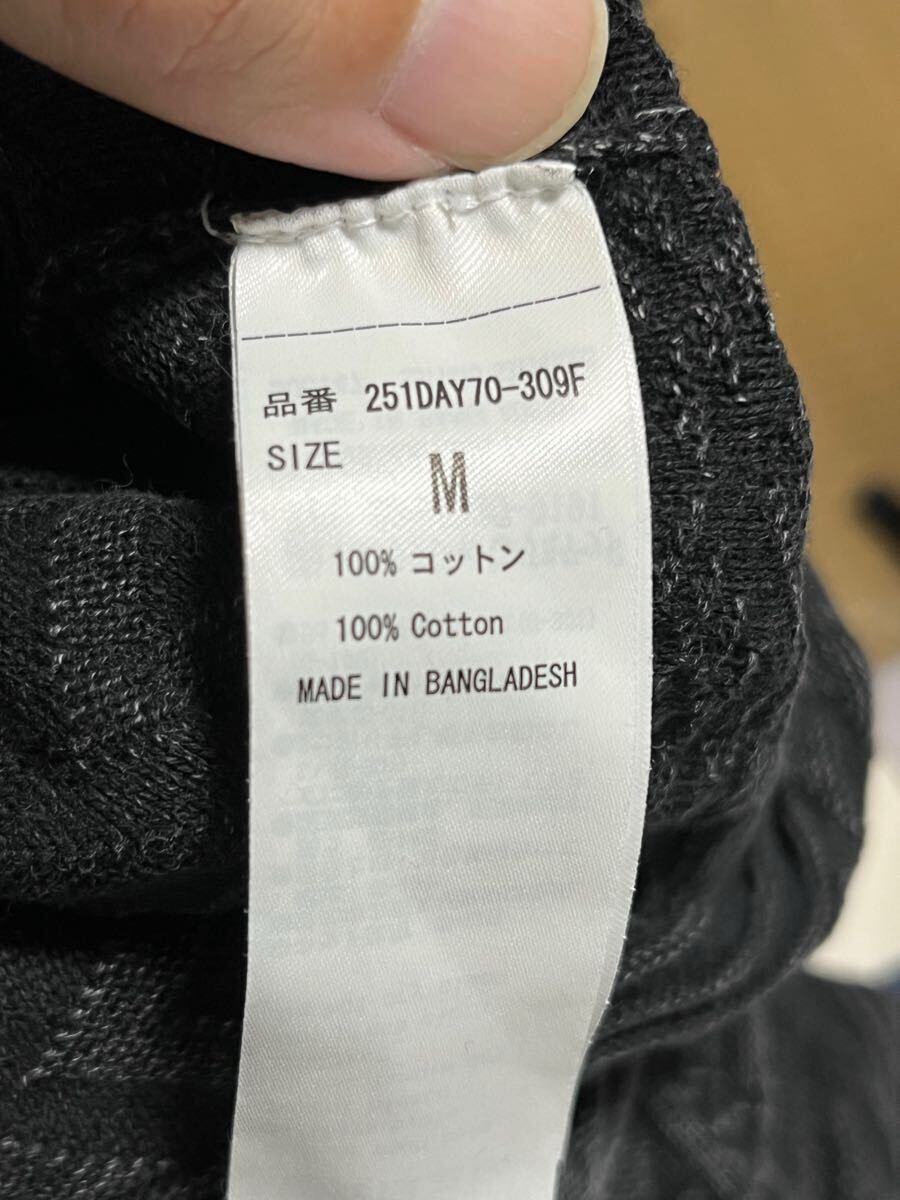 品番 251DAY70-309F
SIZE
M
100% コットン
100% Cotton
MADE IN BANGLADESH